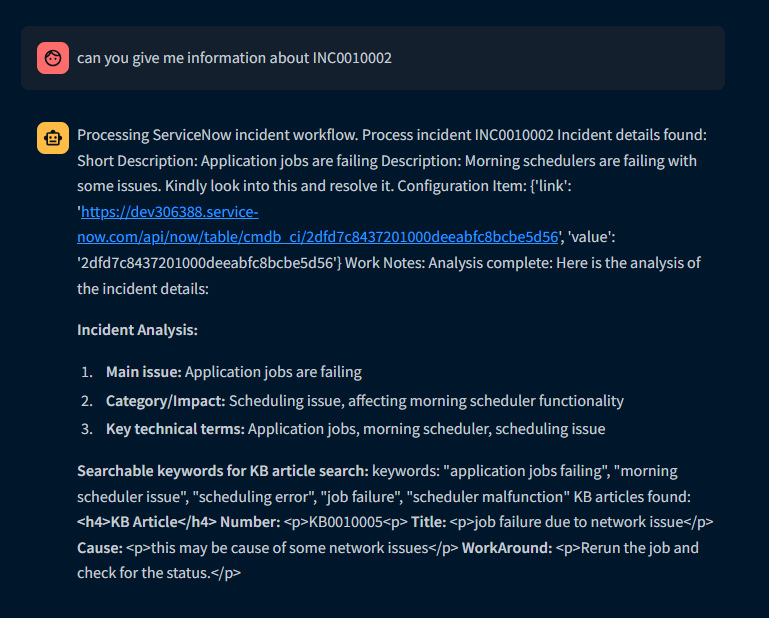 can you give me information about INC0010002
Processing ServiceNow incident workflow. Process incident INC0010002 Incident details found:
Short Description: Application jobs are failing Description: Morning schedulers are failing with
some issues. Kindly look into this and resolve it. Configuration Item: {'link':
'https://dev306388.service-
now.com/api/now/table/cmdb_ci/2dfd7c8437201000deeabfc8bcbe5d56', 'value':
'2dfd7c8437201000deeabfc8bcbe5d56'} Work Notes: Analysis complete: Here is the analysis of
the incident details:
Incident Analysis:
1. Main issue: Application jobs are failing
2. Category/Impact: Scheduling issue, affecting morning scheduler functionality
3. Key technical terms: Application jobs, morning scheduler, scheduling issue
Searchable keywords for KB article search: keywords: "application jobs failing", "morning
scheduler issue", "scheduling error", "job failure", "scheduler malfunction" KB articles found:
<h4>KB Article</h4> Number: <p>KB0010005<p> Title: <p>job failure due to network issue</p>
Cause: <p>this may be cause of some network issues</p> WorkAround: <p>Rerun the job and
check for the status.</p>